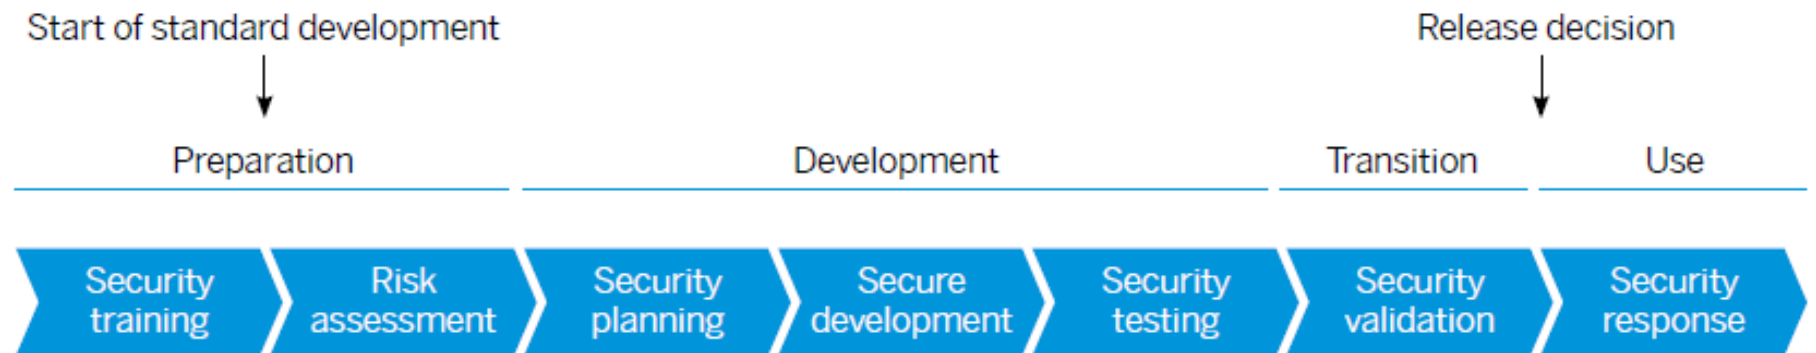 Start of standard development
Release decision
Preparation
Development
Transition
Use
Security
training
Risk
assessment
Security
planning
Secure
development
Security
testing
Security
validation
Security
response